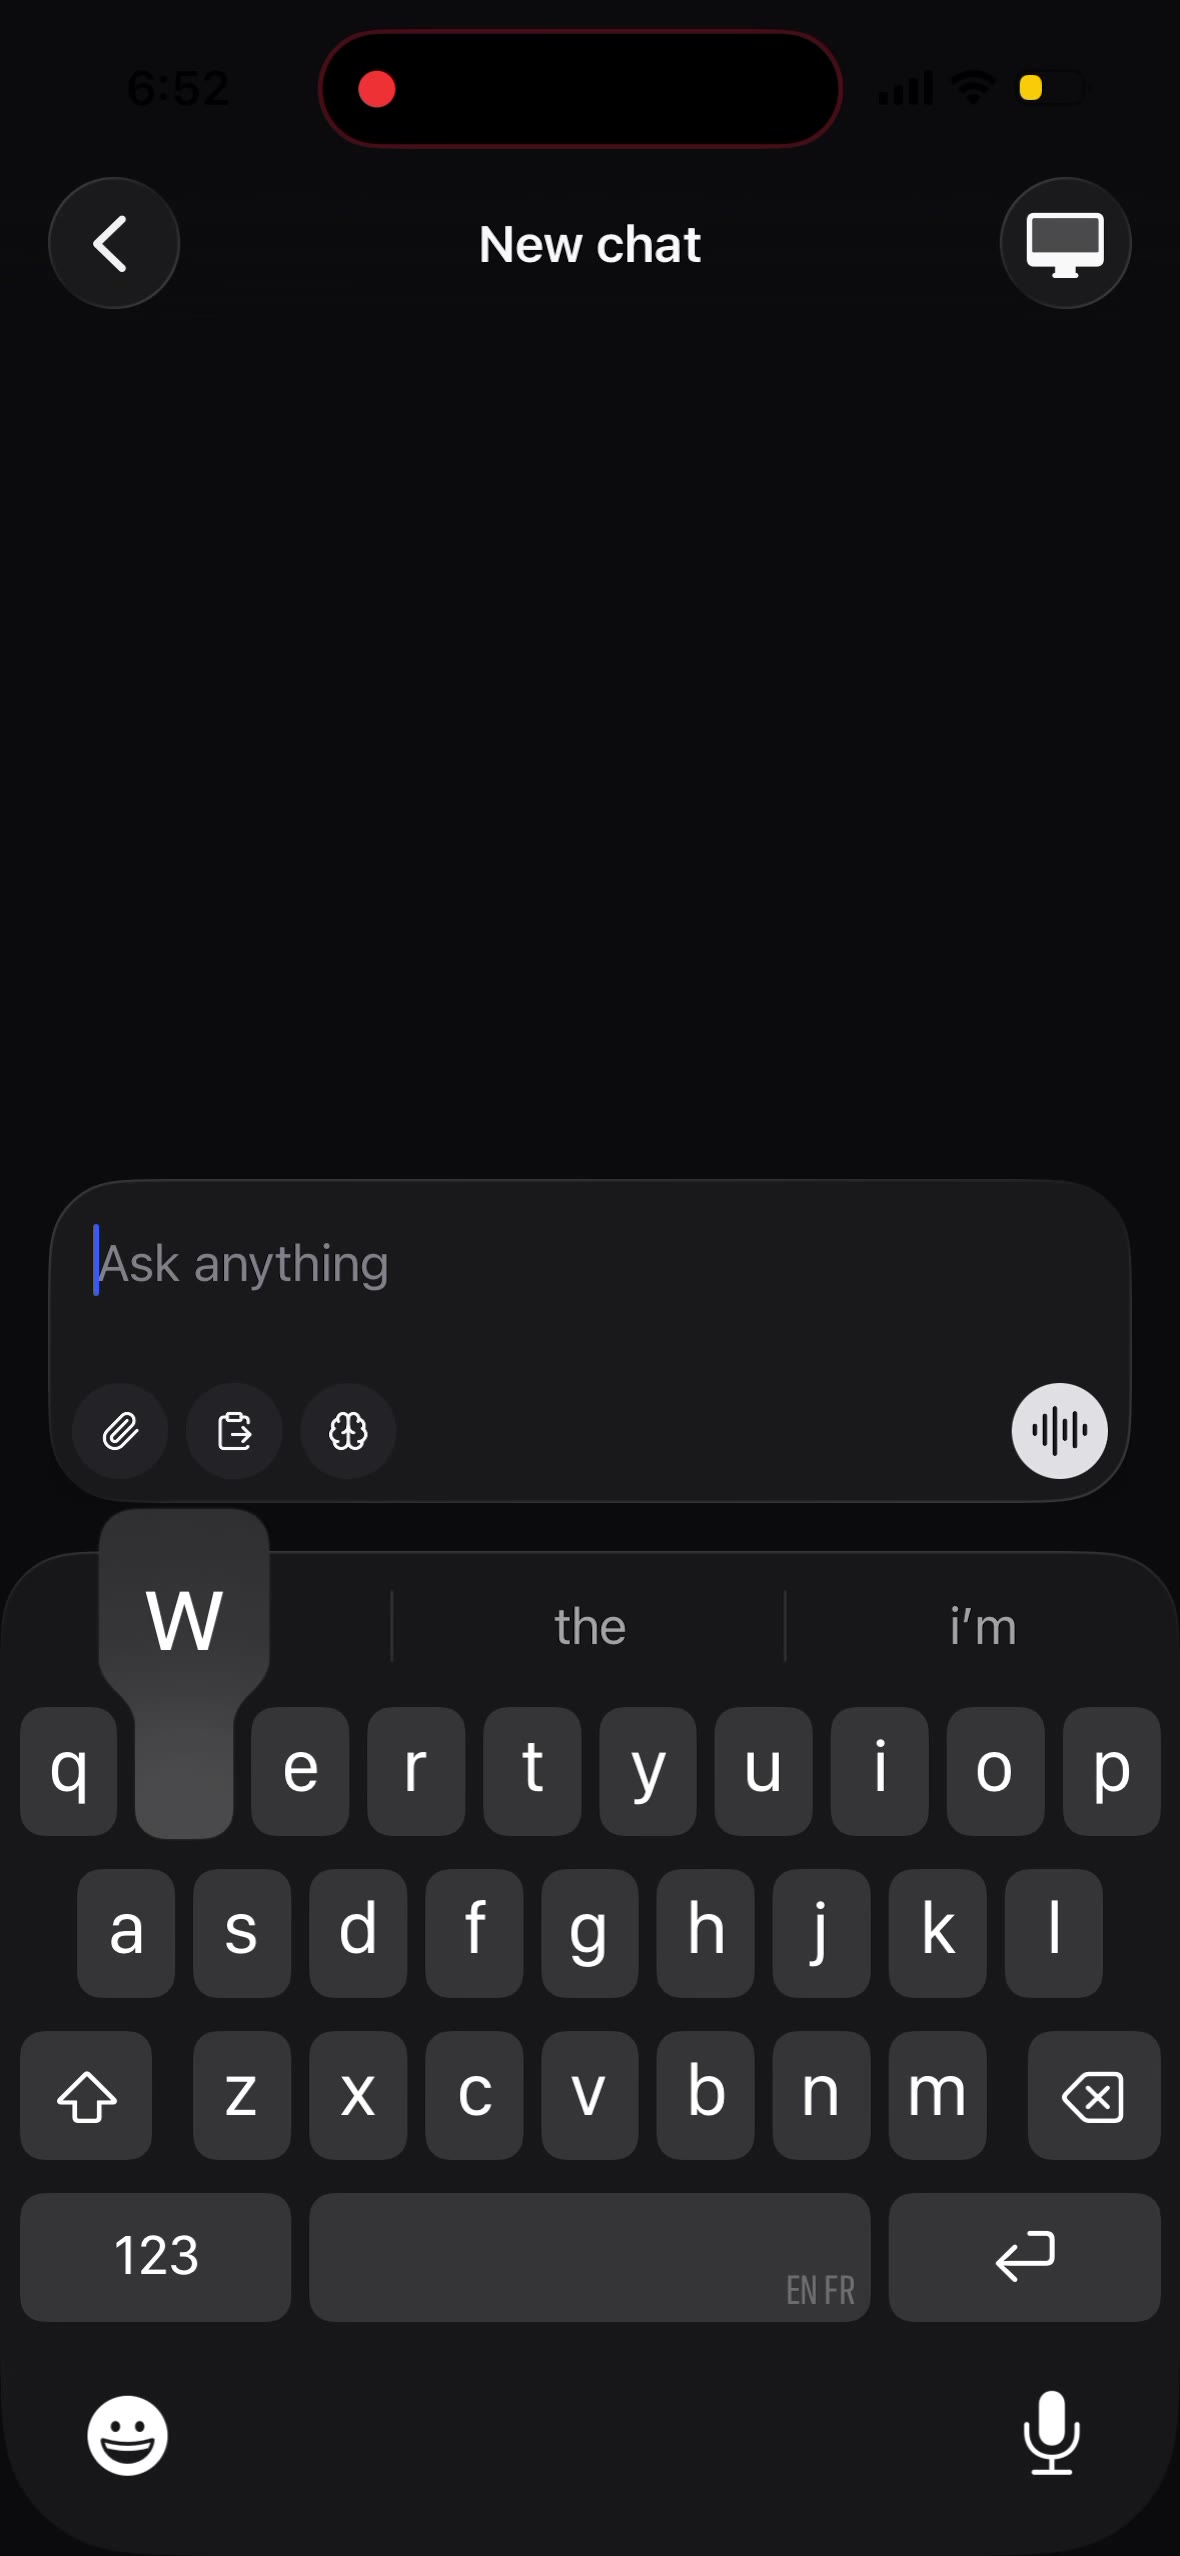 6:52
New chat
Ask anything
W
the
i’m
q e r t y u i o p
a s d f g h j k l
z x c v b n m
123
EN FR